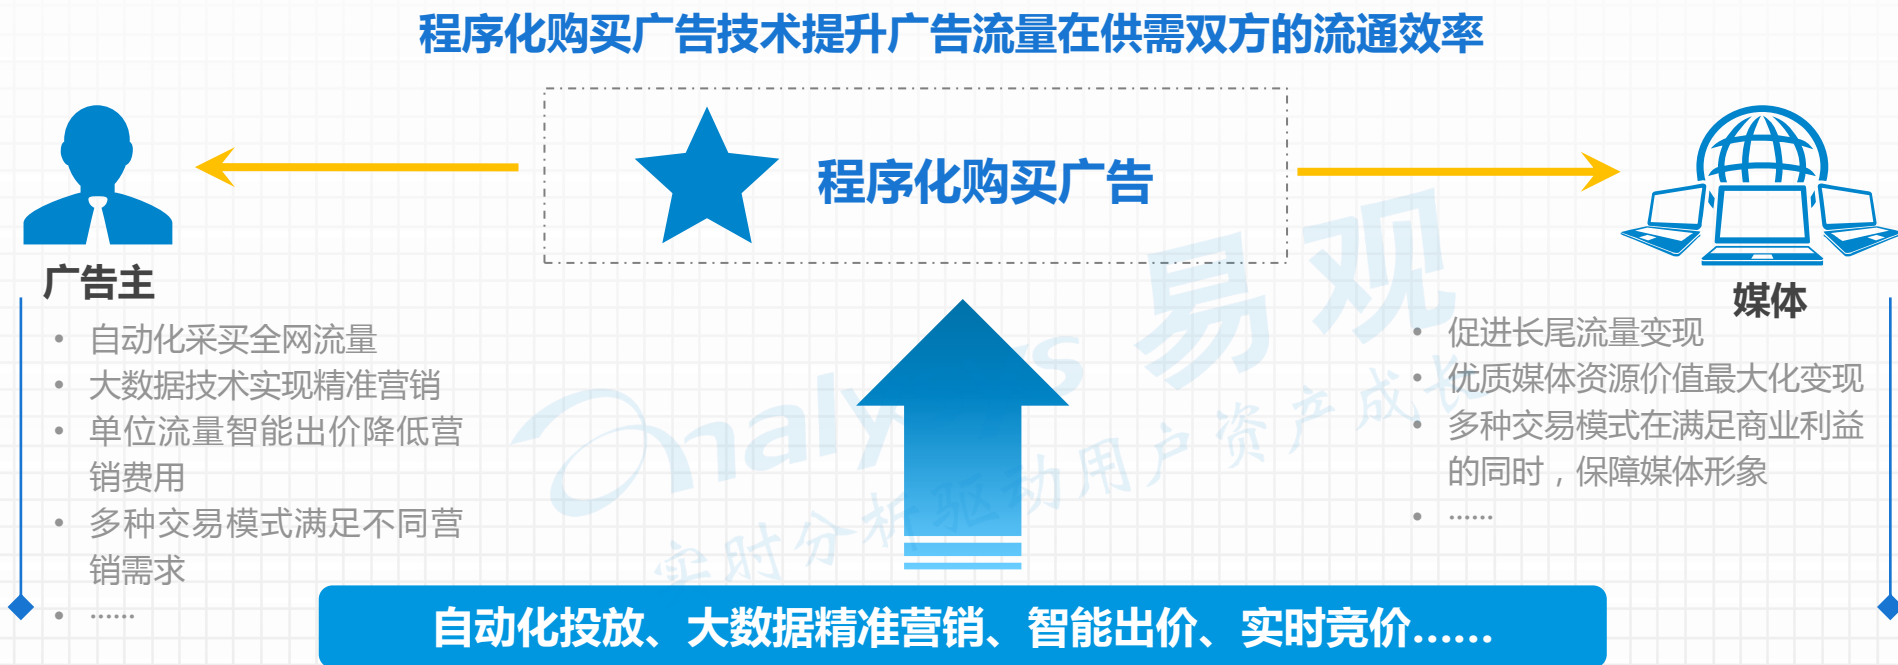 程序化购买广告技术提升广告流量在供需双方的流通效率
程序化购买广告
广告主
• 自动化采买全网流量
• 大数据技术实现精准营销
• 单位流量智能出价降低营
销费用
• 多种交易模式满足不同营
销需求
• ......
媒体
• 促进长尾流量变现
• 优质媒体资源价值最大化变现
• 多种交易模式在满足商业利益
的同时，保障媒体形象
• ......
易观
实时分析驱动用户资产成长
自动化投放、大数据精准营销、智能出价、实时竞价......